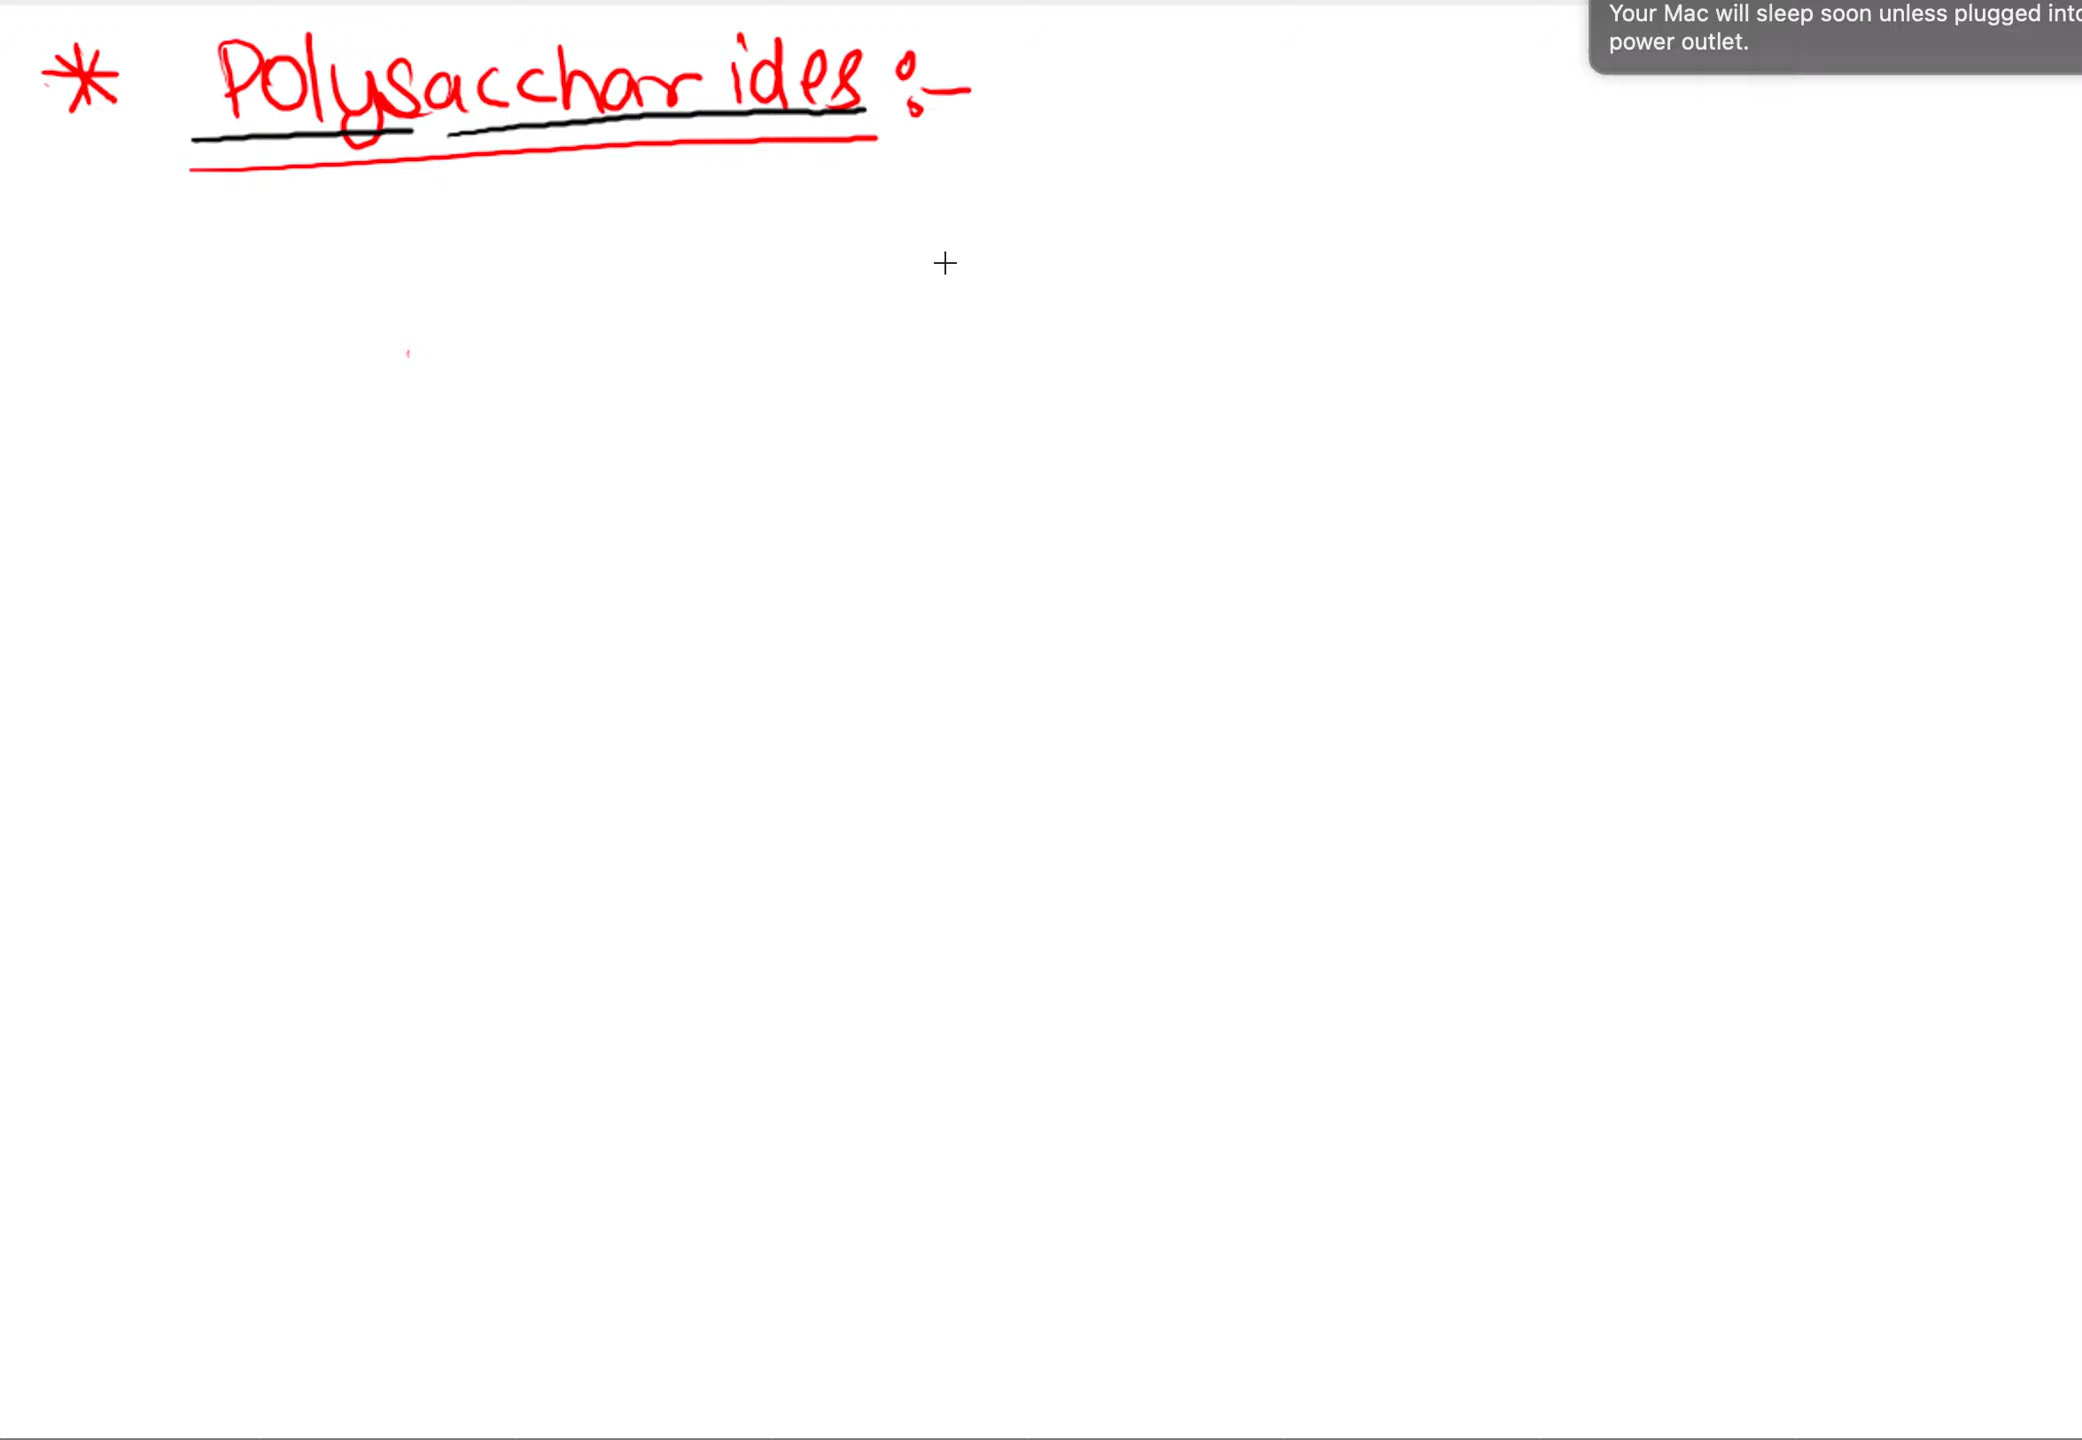 * Polysaccharides :-
Your Mac will sleep soon unless plugged into
power outlet.